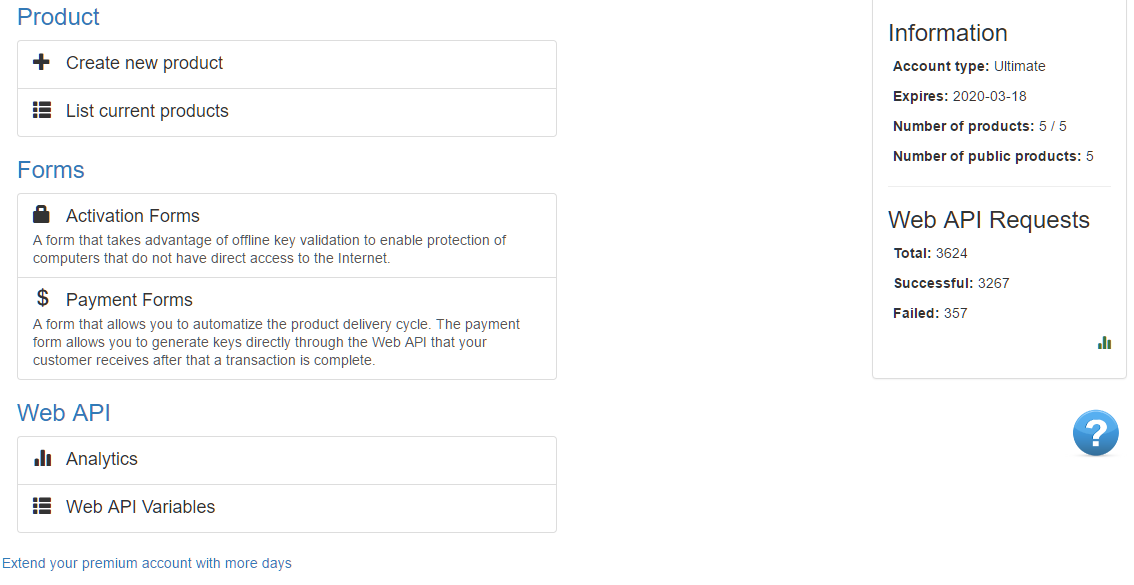 Product
Create new product
List current products
Forms
Activation Forms
A form that takes advantage of offline key validation to enable protection of
computers that do not have direct access to the Internet.
$ Payment Forms
A form that allows you to automatize the product delivery cycle. The payment
form allows you to generate keys directly through the Web API that your
customer receives after that a transaction is complete.
Web API
Analytics
Web API Variables
Extend your premium account with more days
Information
Account type: Ultimate
Expires: 2020-03-18
Number of products: 5 / 5
Number of public products: 5
Web API Requests
Total: 3624
Successful: 3267
Failed: 357
?